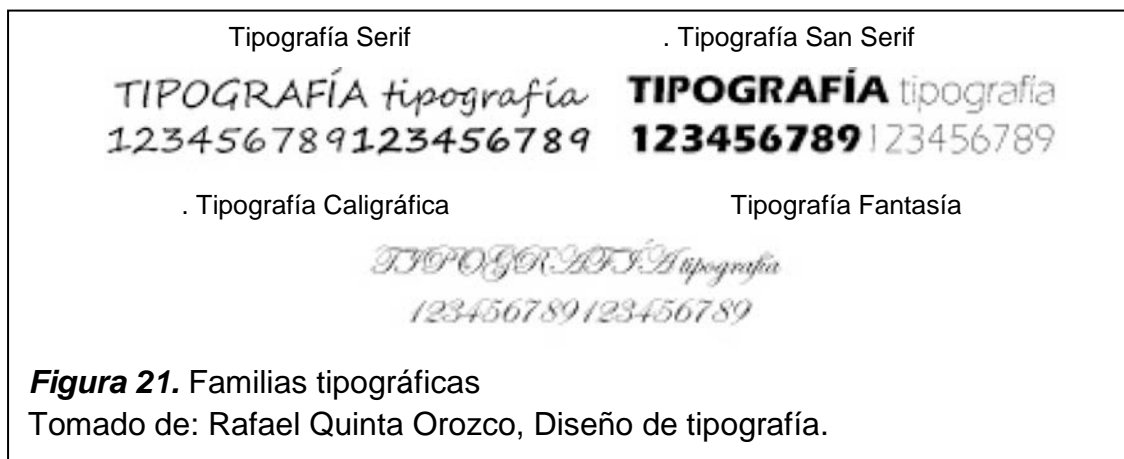 Tipografía Serif . Tipografía San Serif
TIPOGRAFÍA tipografía TIPOGRAFÍA tipografía
123456789123456789 123456789123456789
. Tipografía Caligráfica Tipografía Fantasía
TIPOGRAFÍA tipografía
123456789123456789
Figura 21. Familias tipográficas
Tomado de: Rafael Quinta Orozco, Diseño de tipografía.